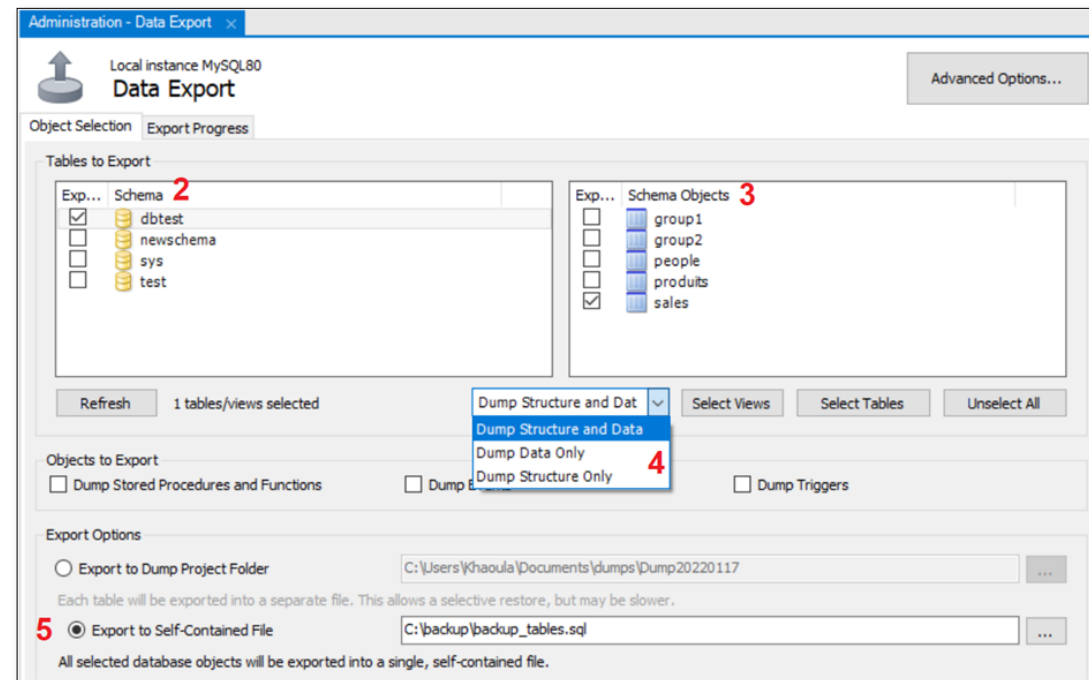 Administration - Data Export ×
Local instance MySQL80
Data Export
Advanced Options...
Object Selection Export Progress
Tables to Export
Exp... Schema 2
dbtest
newschema
sys
test
Exp... Schema Objects 3
group1
group2
people
produits
sales
Refresh 1 tables/views selected Dump Structure and Dat Select Views Select Tables Unselect All
Dump Structure and Data
Dump Data Only
Dump Structure Only 4
Objects to Export
Dump Stored Procedures and Functions Dump Dump Triggers
Export Options
Export to Dump Project Folder C:\Users\Khaoula\Documents\dumps\Dump20220117 ...
Each table will be exported into a separate file. This allows a selective restore, but may be slower.
5 Export to Self-Contained File C:\backup\backup_tables.sql ...
All selected database objects will be exported into a single, self-contained file.